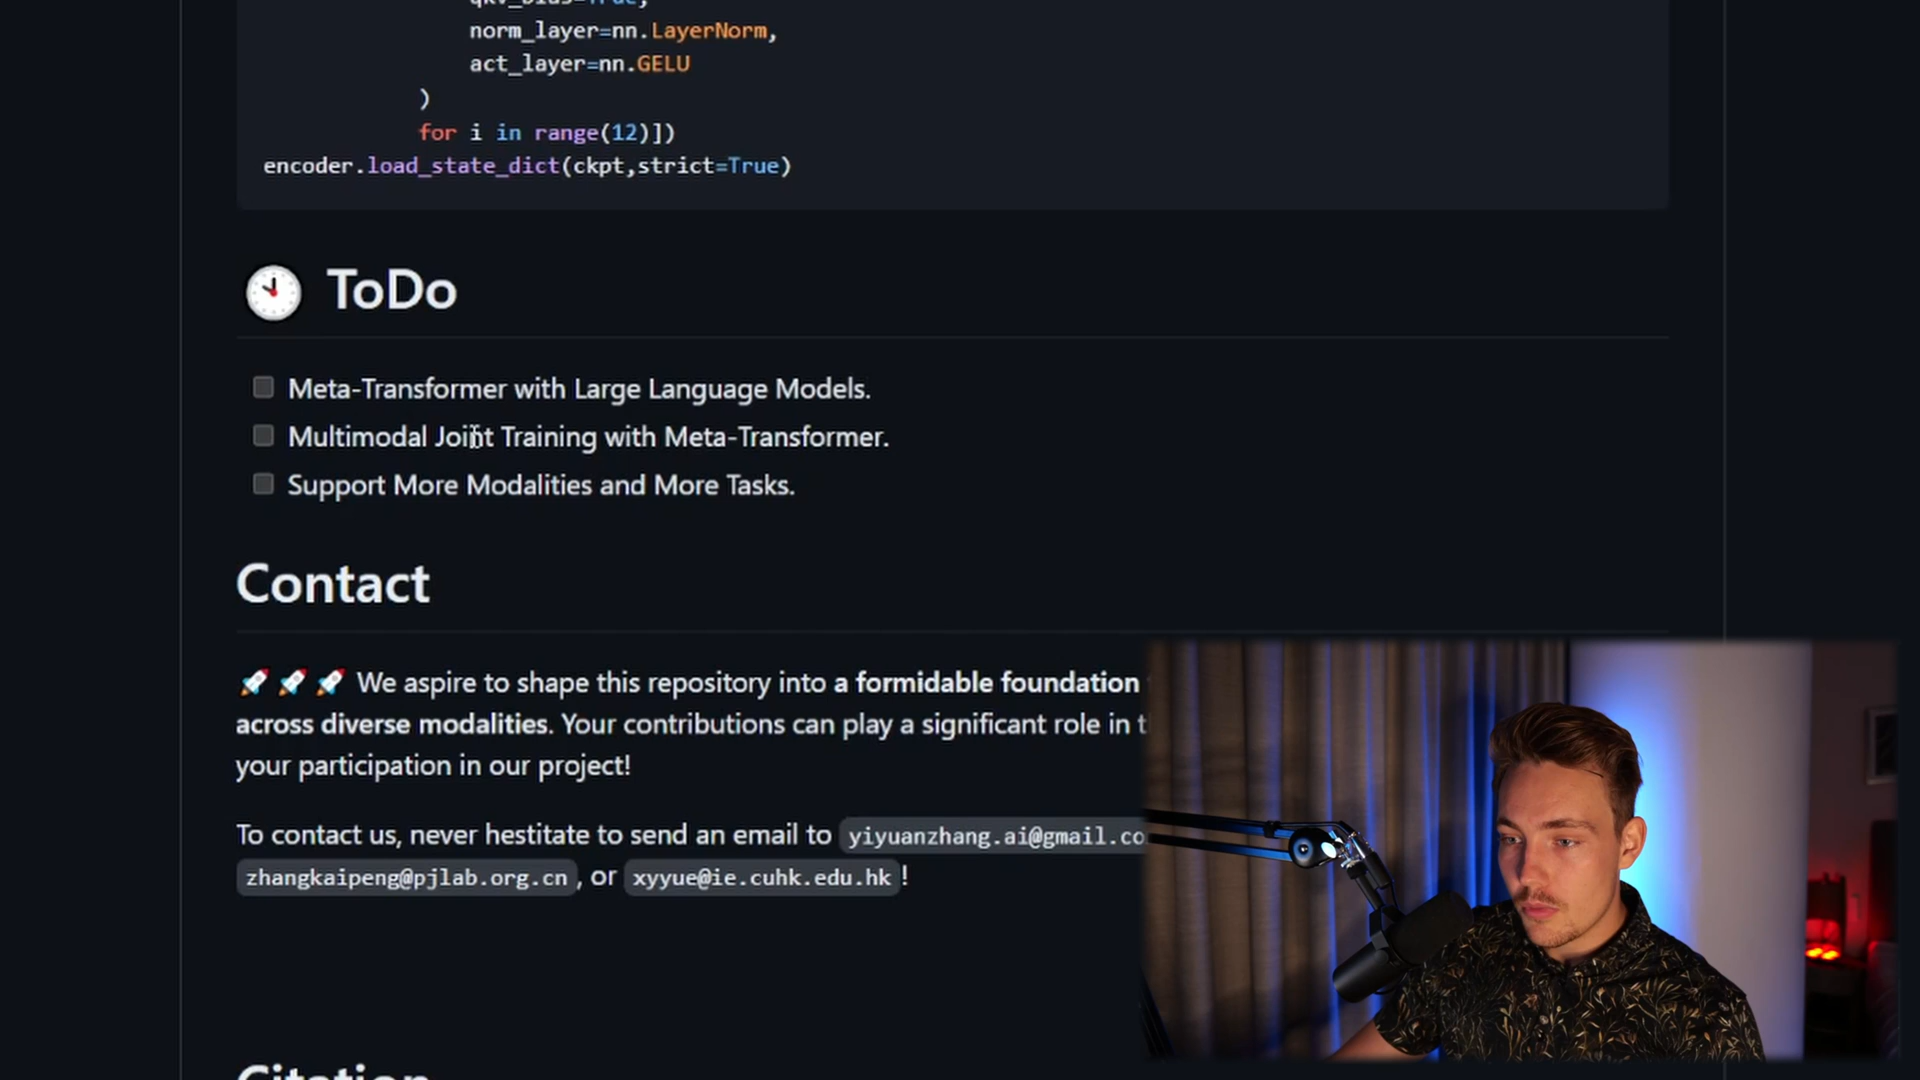 norm_layer=nn.LayerNorm,
act_layer=nn.GELU
)
for i in range(12)])
encoder.load_state_dict(ckpt,strict=True)
ToDo
Meta-Transformer with Large Language Models.
Multimodal Joint Training with Meta-Transformer.
Support More Modalities and More Tasks.
Contact
We aspire to shape this repository into a formidable foundation
across diverse modalities. Your contributions can play a significant role in
your participation in our project!
To contact us, never hestitate to send an email to yiyuanzhang.ai@gmail.co
zhangkaipeng@pjlab.org.cn, or xyyue@ie.cuhk.edu.hk!